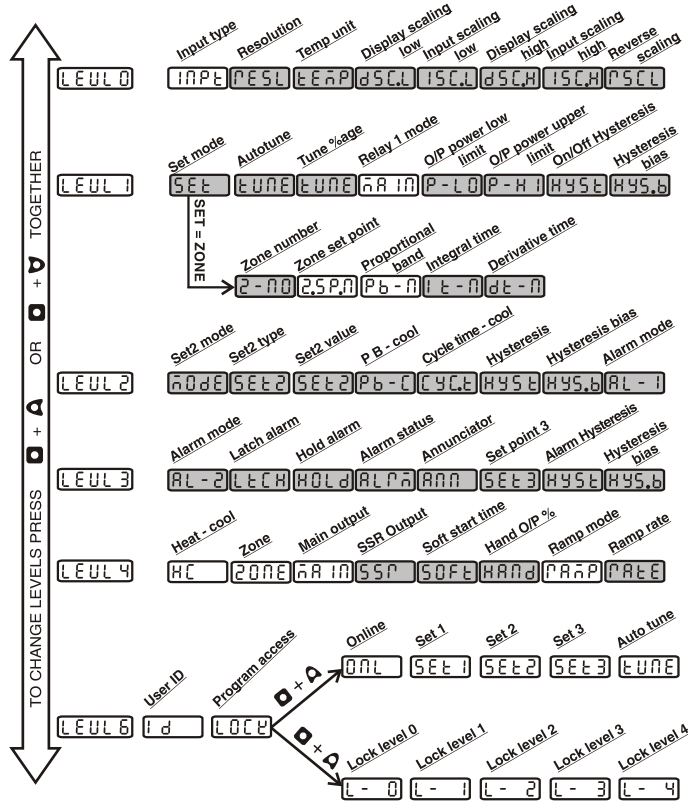 Input type Resolution Temp unit Display scaling low Input scaling low Display scaling high Input scaling high Reverse scaling
LEVL 0 INPt RESL tEmP dSC.L ISC.L dSC.H ISC.H rSCL
Set mode Autotune Tune %age Relay 1 mode O/P power low limit O/P power upper limit On/Off Hysteresis Hysteresis bias
LEVL 1 SEt tUNE tUNE mAIN P-LO P-HI HYSt HYS.b
SET = ZONE
Zone number Zone set point Proportional band Integral time Derivative time
Z-NO Z.SP.N Pb-N It-N dt-N
Set2 mode Set2 type Set2 value P B - cool Cycle time - cool Hysteresis Hysteresis bias Alarm mode
LEVL 2 mOdE SEt2 SEt2 Pb-C CYC.t HYSt HYS.b AL-1
Alarm mode Latch alarm Hold alarm Alarm status Annunciator Set point 3 Alarm Hysteresis Hysteresis bias
LEVL 3 AL-2 LtCH HOLd ALRm ANN SEt3 HYSt HYS.b
Heat - cool Zone Main output SSR Output Soft start time Hand O/P % Ramp mode Ramp rate
LEVL 4 HC ZONE mAIN SSR SOFt HANd RAmP RAtE
TO CHANGE LEVELS PRESS + OR + TOGETHER
Online Set 1 Set 2 Set 3 Auto tune
ONL SEt1 SEt2 SEt3 tUNE
+
User ID Program access
LEVL 6 Id LOCK
+
Lock level 0 Lock level 1 Lock level 2 Lock level 3 Lock level 4
L- 0 L- 1 L- 2 L- 3 L- 4